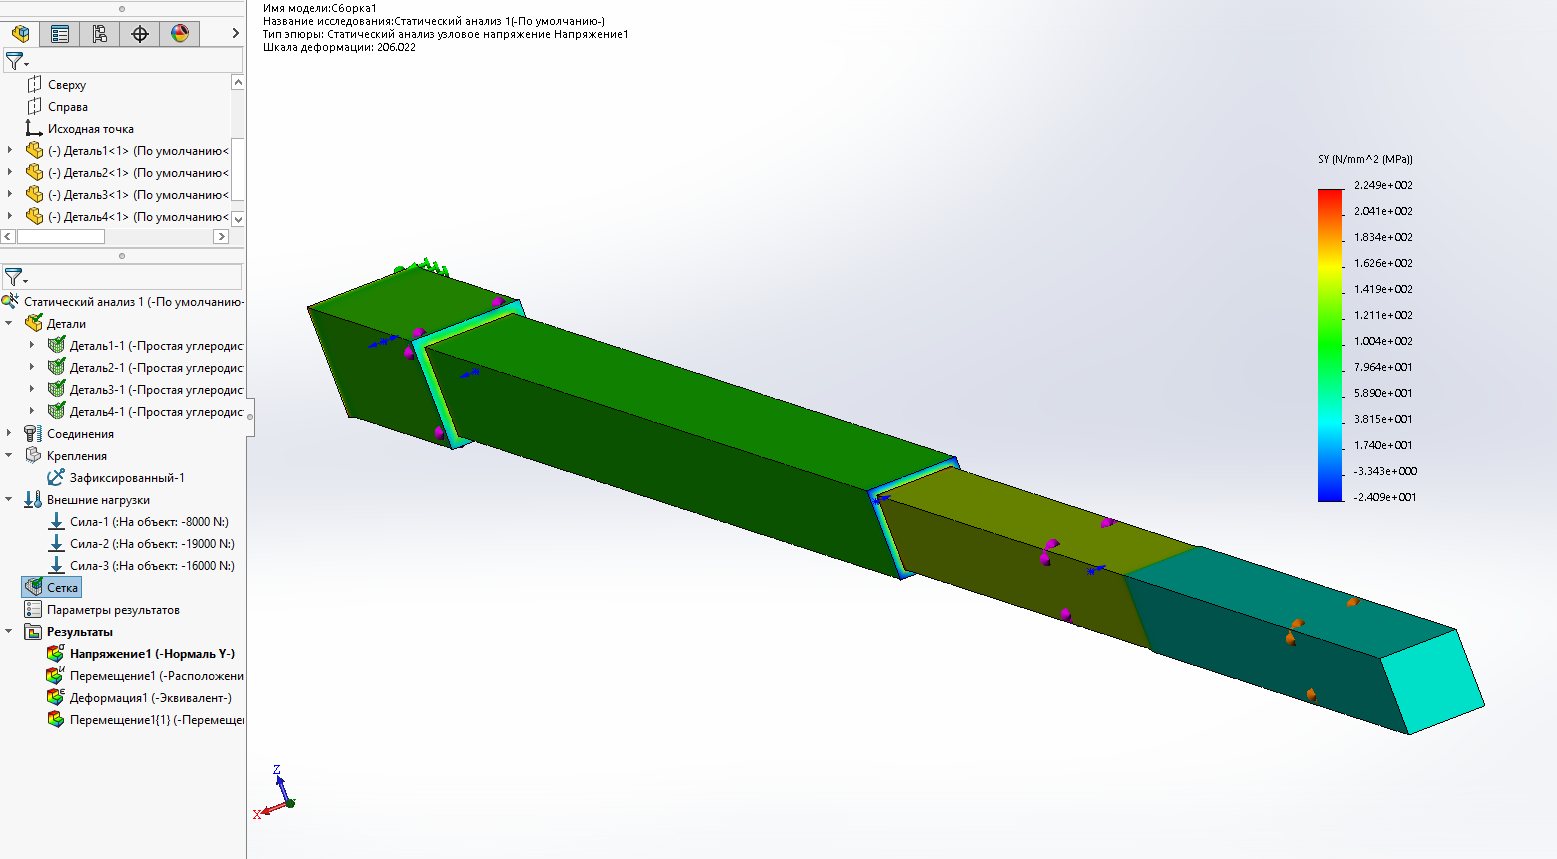 Имя модели:Сборка1
Название исследования:Статический анализ 1(-По умолчанию-)
Тип эпюры: Статический анализ узловое напряжение Напряжение1
Шкала деформации: 206.022
Сверху
Справа
Исходная точка
(-) Деталь1<1> (По умолчанию<
(-) Деталь2<1> (По умолчанию<
(-) Деталь3<1> (По умолчанию<
(-) Деталь4<1> (По умолчанию<
Статический анализ 1 (-По умолчанию-
Детали
Деталь1-1 (-Простая углеродис
Деталь2-1 (-Простая углеродис
Деталь3-1 (-Простая углеродис
Деталь4-1 (-Простая углеродис
Соединения
Крепления
Зафиксированный-1
Внешние нагрузки
Сила-1 (:На объект: -8000 N:)
Сила-2 (:На объект: -19000 N:)
Сила-3 (:На объект: -16000 N:)
Сетка
Параметры результатов
Результаты
Напряжение1 (-Нормаль Y-)
Перемещение1 (-Расположени
Деформация1 (-Эквивалент-)
Перемещение1{1} (-Перемеще
SY (N/mm^2 (MPa))
2.249e+002
2.041e+002
1.834e+002
1.626e+002
1.419e+002
1.211e+002
1.004e+002
7.964e+001
5.890e+001
3.815e+001
1.740e+001
-3.343e+000
-2.409e+001
Z
X